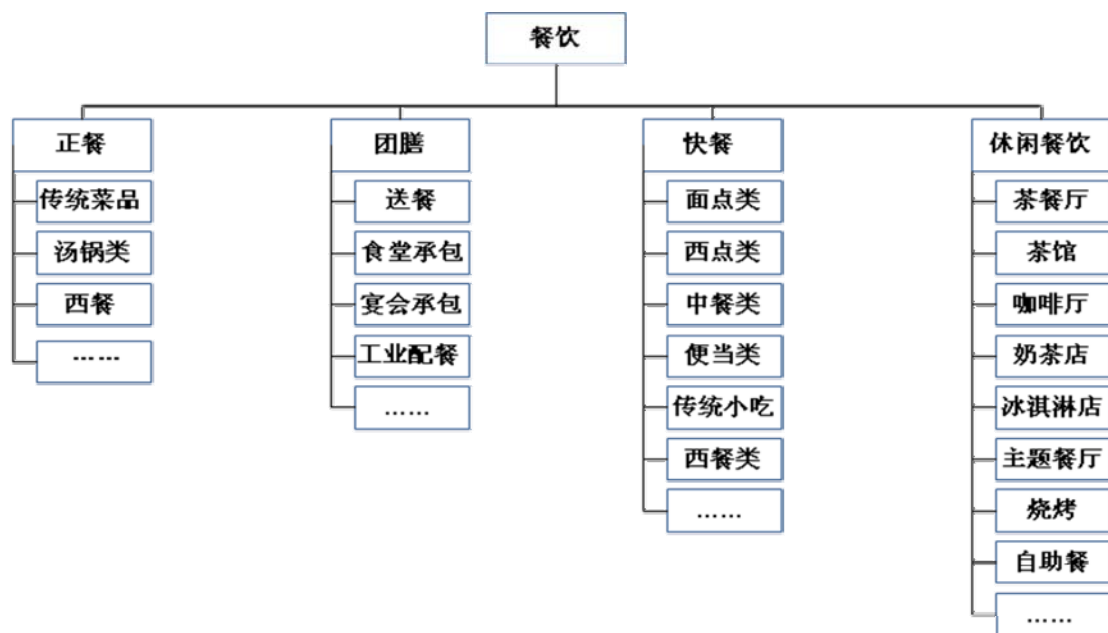 餐饮
正餐
传统菜品
汤锅类
西餐
……
团膳
送餐
食堂承包
宴会承包
工业配餐
……
快餐
面点类
西点类
中餐类
便当类
传统小吃
西餐类
……
休闲餐饮
茶餐厅
茶馆
咖啡厅
奶茶店
冰淇淋店
主题餐厅
烧烤
自助餐
……